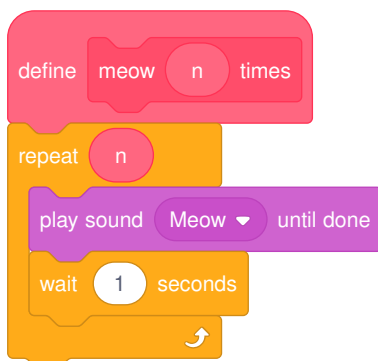 define meow n times
repeat n
play sound Meow until done
wait 1 seconds